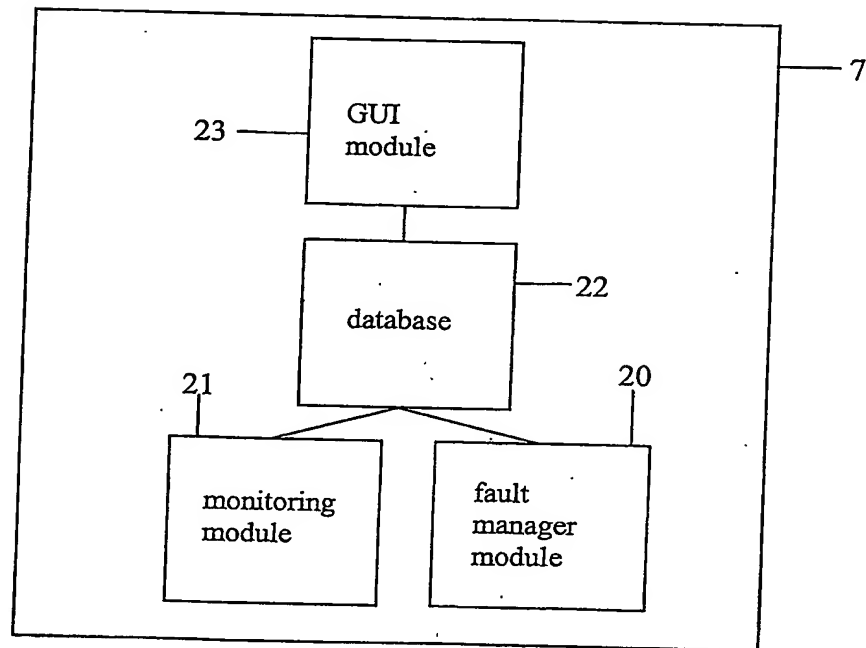 7
GUI
module
23
database
22
21
20
monitoring
module
fault
manager
module